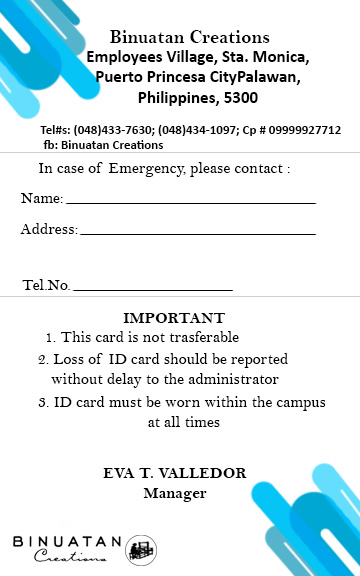 Binuatan Creations
Employees Village, Sta. Monica,
Puerto Princesa CityPalawan,
Philippines, 5300
Tel#s: (048)433-7630; (048)434-1097; Cp # 09999927712
fb: Binuatan Creations
In case of Emergency, please contact :
Name:
Address:
Tel.No.
IMPORTANT
1. This card is not trasferable
2. Loss of ID card should be reported
without delay to the administrator
3. ID card must be worn within the campus
at all times
EVA T. VALLEDOR
Manager
BINUATAN
Creations